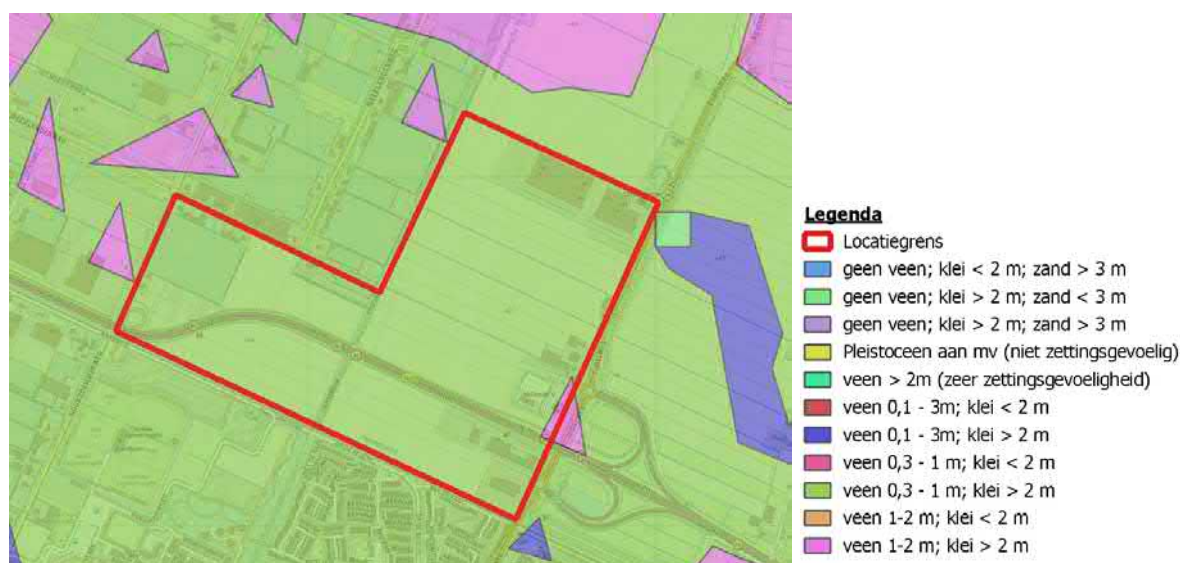 Legenda
Locatiegrens
geen veen; klei < 2 m; zand > 3 m
geen veen; klei > 2 m; zand < 3 m
geen veen; klei > 2 m; zand > 3 m
Pleistoceen aan mv (niet zettingsgevoelig)
veen > 2m (zeer zettingsgevoeligheid)
veen 0,1 - 3m; klei < 2 m
veen 0,1 - 3m; klei > 2 m
veen 0,3 - 1 m; klei < 2 m
veen 0,3 - 1 m; klei > 2 m
veen 1-2 m; klei < 2 m
veen 1-2 m; klei > 2 m